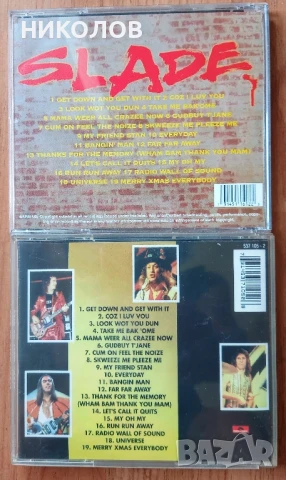 НИКОЛОВ
SLADE
1 GET DOWN AND GET WITH IT 2 COZ I LUV YOU
3 LOOK WOT YOU DUN 4 TAKE ME BAK 'OME
5 MAMA WEER ALL CRAZEE NOW 6 GUDBUY T'JANE
7 CUM ON FEEL THE NOIZE 8 SKWEEZE ME PLEEZE ME
9 MY FRIEND STAN 10 EVERYDAY
11 BANGIN' MAN 12 FAR FAR AWAY
13 THANKS FOR THE MEMORY (WHAM BAM THANK YOU MAM)
14 LET'S CALL IT QUITS 15 MY OH MY
16 RUN RUN AWAY 17 RADIO WALL OF SOUND
18 UNIVERSE 19 MERRY XMAS EVERYBODY
537 105-2
1. GET DOWN AND GET WITH IT
2. COZ I LUV YOU
3. LOOK WOT YOU DUN
4. TAKE ME BAK 'OME
5. MAMA WEER ALL CRAZEE NOW
6. GUDBUY T'JANE
7. CUM ON FEEL THE NOIZE
8. SKWEEZE ME PLEEZE ME
9. MY FRIEND STAN
10. EVERYDAY
11. BANGIN MAN
12. FAR FAR AWAY
13. THANK FOR THE MEMORY
(WHAM BAM THANK YOU MAM)
14. LET'S CALL IT QUITS
15. MY OH MY
16. RUN RUN AWAY
17. RADIO WALL OF SOUND
18. UNIVERSE
19. MERRY XMAS EVERYBODY
BAZAR